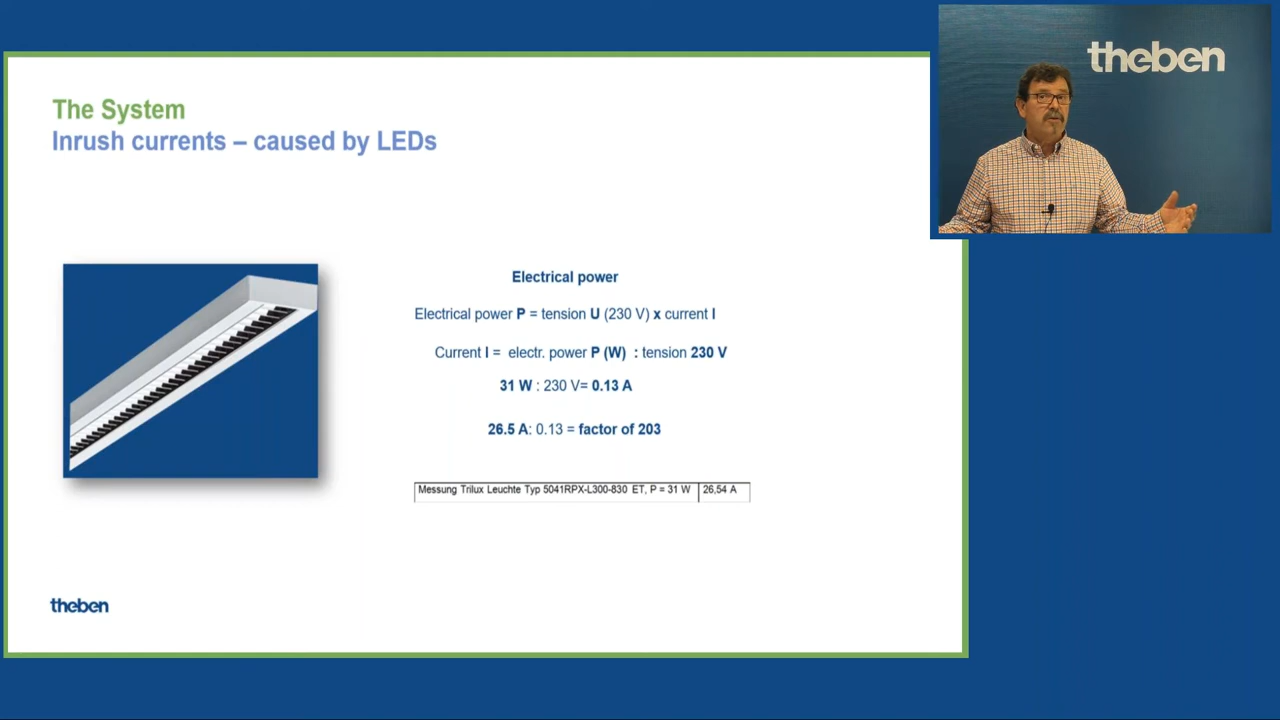 theben
The System
Inrush currents – caused by LEDs
Electrical power
Electrical power P = tension U (230 V) x current I
Current I = electr. power P (W) : tension 230 V
31 W : 230 V= 0.13 A
26.5 A: 0.13 = factor of 203
Messung Trilux Leuchte Typ 5041RPX-L300-830 ET, P = 31 W 26,54 A
theben